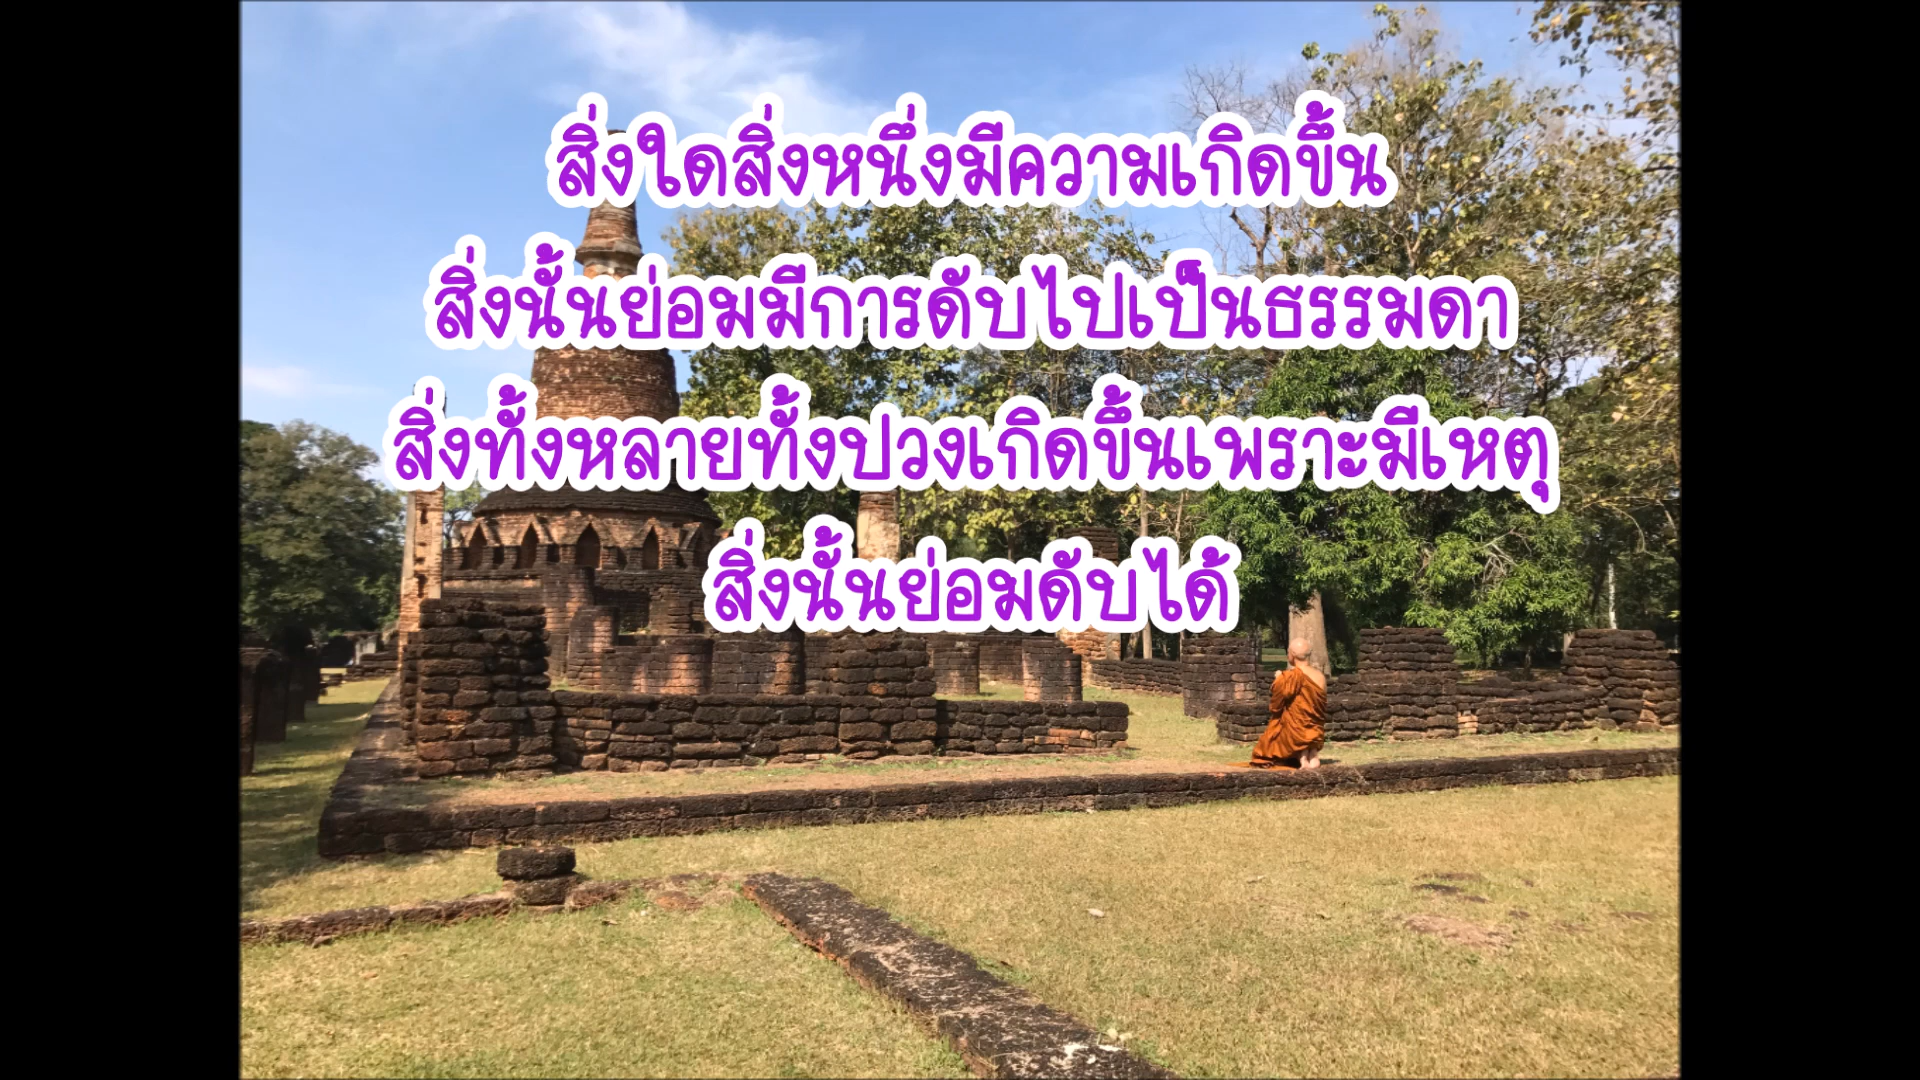 สิ่งใดสิ่งหนึ่งมีความเกิดขึ้น
สิ่งนั้นย่อมมีการดับไปเป็นธรรมดา
สิ่งทั้งหลายทั้งปวงเกิดขึ้นเพราะมีเหตุ
สิ่งนั้นย่อมดับได้